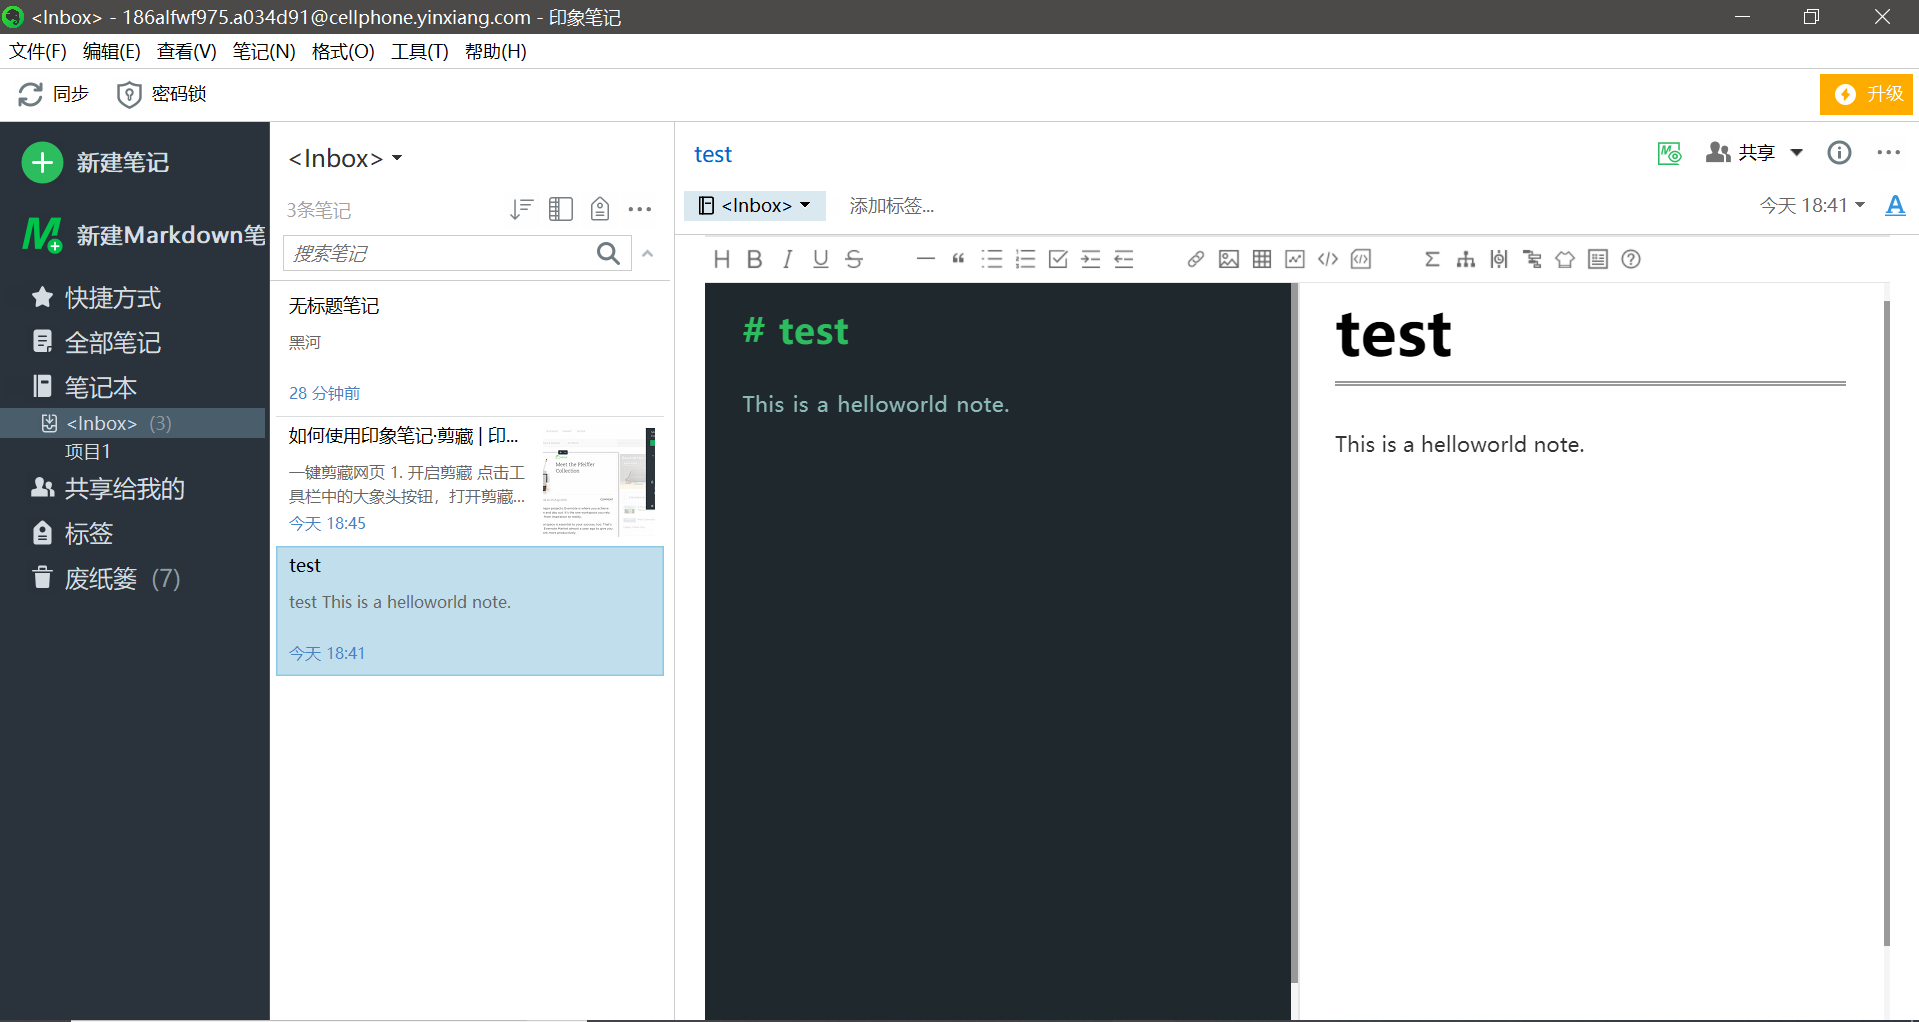 <Inbox> - 186alfwf975.a034d91@cellphone.yinxiang.com - 印象笔记
文件(F) 编辑(E) 查看(V) 笔记(N) 格式(O) 工具(T) 帮助(H)
同步 密码锁
升级
新建笔记
新建Markdown笔
快捷方式
全部笔记
笔记本
<Inbox> (3)
项目1
共享给我的
标签
废纸篓 (7)
<Inbox>
3条笔记
搜索笔记
无标题笔记
黑河
28 分钟前
如何使用印象笔记·剪藏 | 印...
一键剪藏网页 1. 开启剪藏 点击工
具栏中的大象头按钮，打开剪藏...
今天 18:45
Meet the Pfeiffer
Collection
test
test This is a helloworld note.
今天 18:41
test
共享
<Inbox>
添加标签...
今天 18:41
# test
This is a helloworld note.
test
This is a helloworld note.